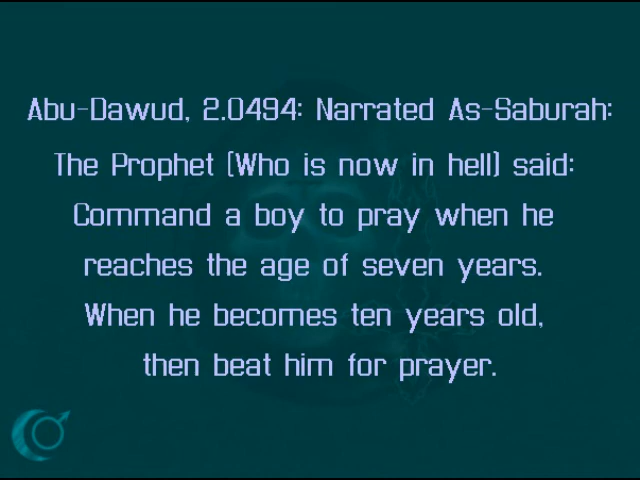 Abu-Dawud, 2.0494: Narrated As-Saburah:
The Prophet (Who is now in hell) said:
Command a boy to pray when he
reaches the age of seven years.
When he becomes ten years old,
then beat him for prayer.